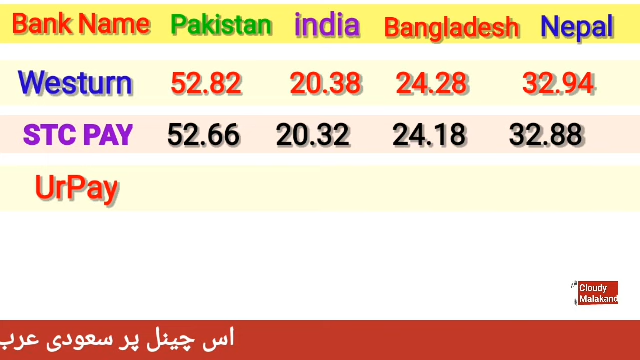 Bank Name Pakistan india Bangladesh Nepal
Westurn 52.82 20.38 24.28 32.94
STC PAY 52.66 20.32 24.18 32.88
UrPay
Cloudy
Malakand
اس چینل پر سعودی عرب